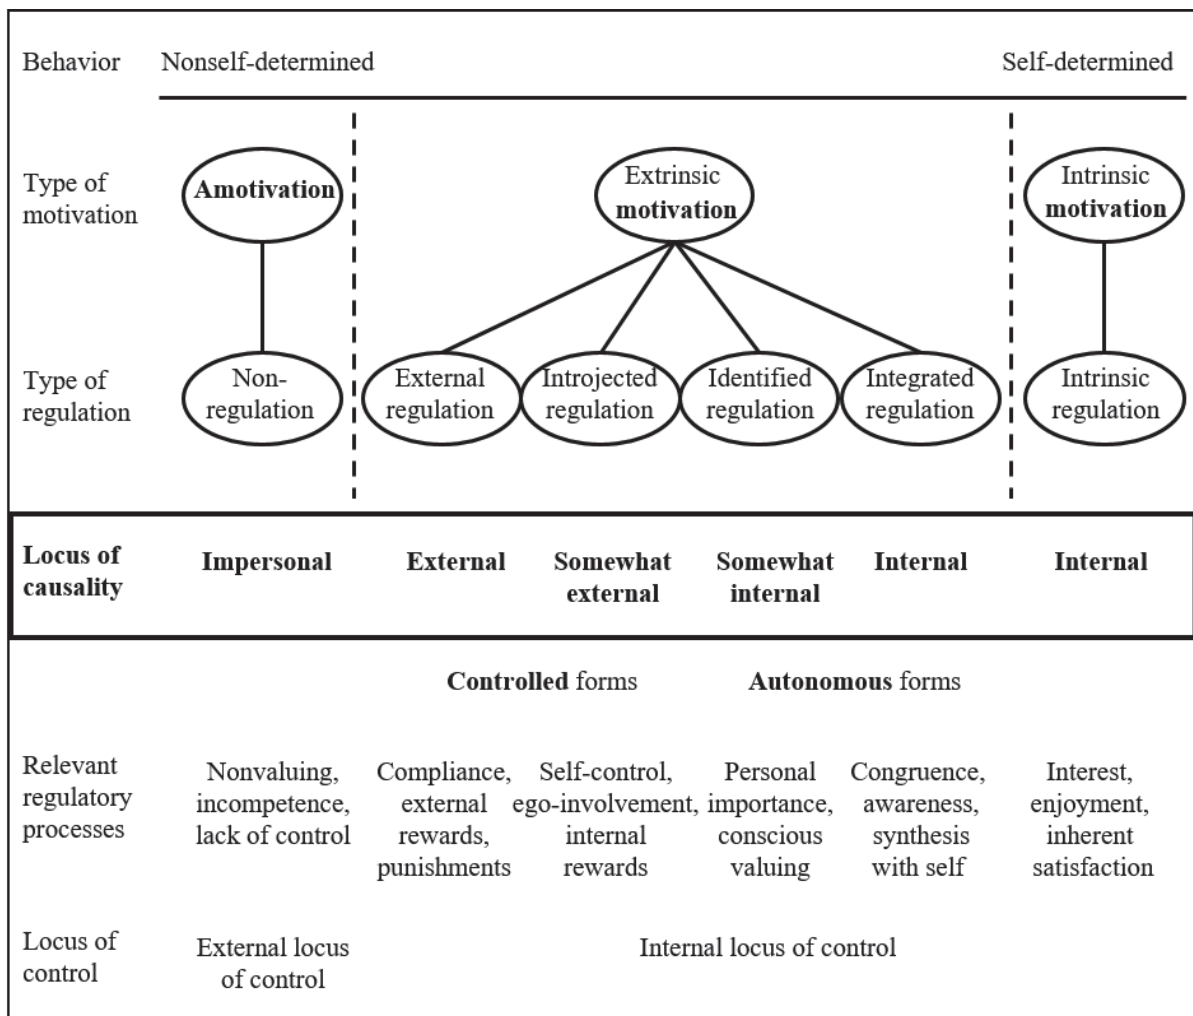 Behavior Nonself-determined Self-determined
Type of
motivation
Amotivation
Extrinsic
motivation
Intrinsic
motivation
Type of
regulation
Non-
regulation
External
regulation
Introjected
regulation
Identified
regulation
Integrated
regulation
Intrinsic
regulation
Locus of
causality
Impersonal
External
Somewhat
external
Somewhat
internal
Internal
Internal
Controlled forms
Autonomous forms
Relevant
regulatory
processes
Nonvaluing,
incompetence,
lack of control
Compliance,
external
rewards,
punishments
Self-control,
ego-involvement,
internal
rewards
Personal
importance,
conscious
valuing
Congruence,
awareness,
synthesis
with self
Interest,
enjoyment,
inherent
satisfaction
Locus of
control
External locus
of control
Internal locus of control